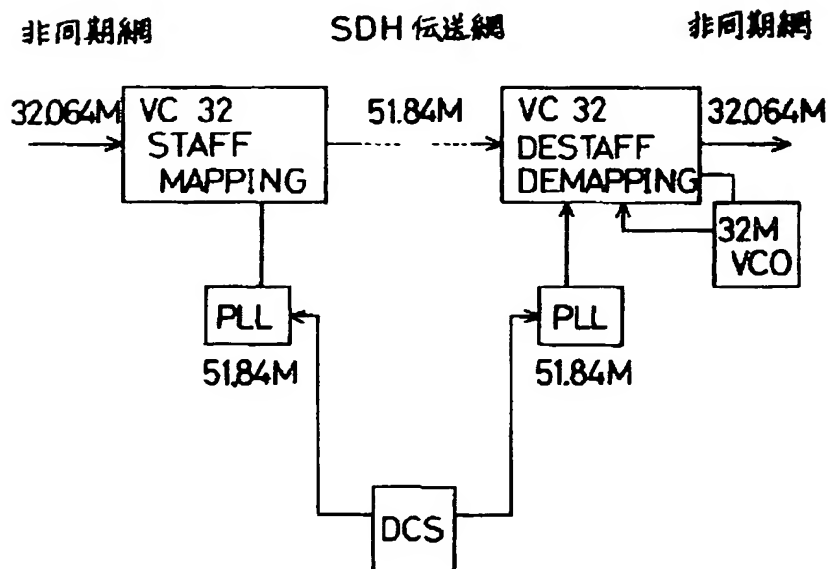 非同期網 SDH伝送網 非同期網
32.064M
VC 32
STAFF
MAPPING
51.84M
VC 32
DESTAFF
DEMAPPING
32.064M
32M
VCO
PLL
51.84M
PLL
51.84M
DCS